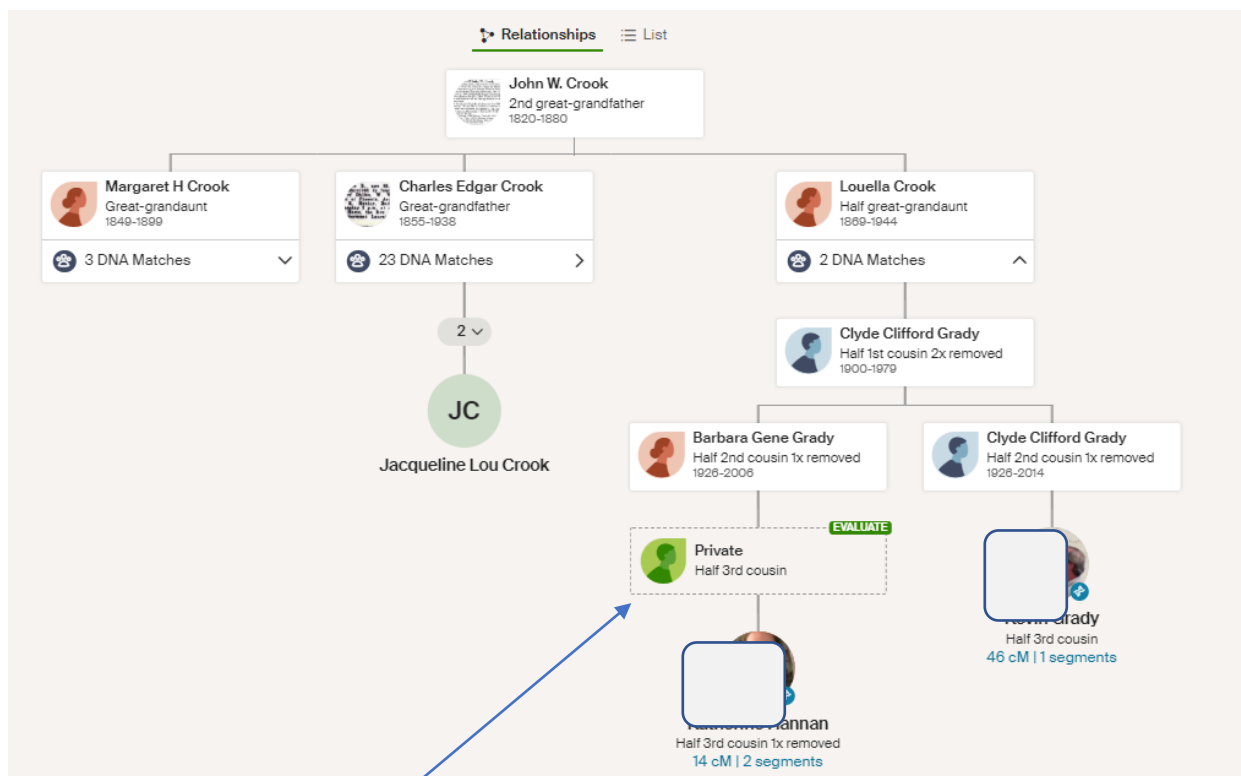 Relationships List
John W. Crook
2nd great-grandfather
1820-1880
Margaret H Crook
Great-grandaunt
1849-1899
3 DNA Matches
Charles Edgar Crook
Great-grandfather
1855-1938
23 DNA Matches
Louella Crook
Half great-grandaunt
1869-1944
2 DNA Matches
2
JC
Jacqueline Lou Crook
Clyde Clifford Grady
Half 1st cousin 2x removed
1900-1979
Barbara Gene Grady
Half 2nd cousin 1x removed
1926-2006
Clyde Clifford Grady
Half 2nd cousin 1x removed
1926-2014
EVALUATE
Private
Half 3rd cousin
Grady
Half 3rd cousin
46 cM | 1 segments
Half 3rd cousin 1x removed
14 cM | 2 segments